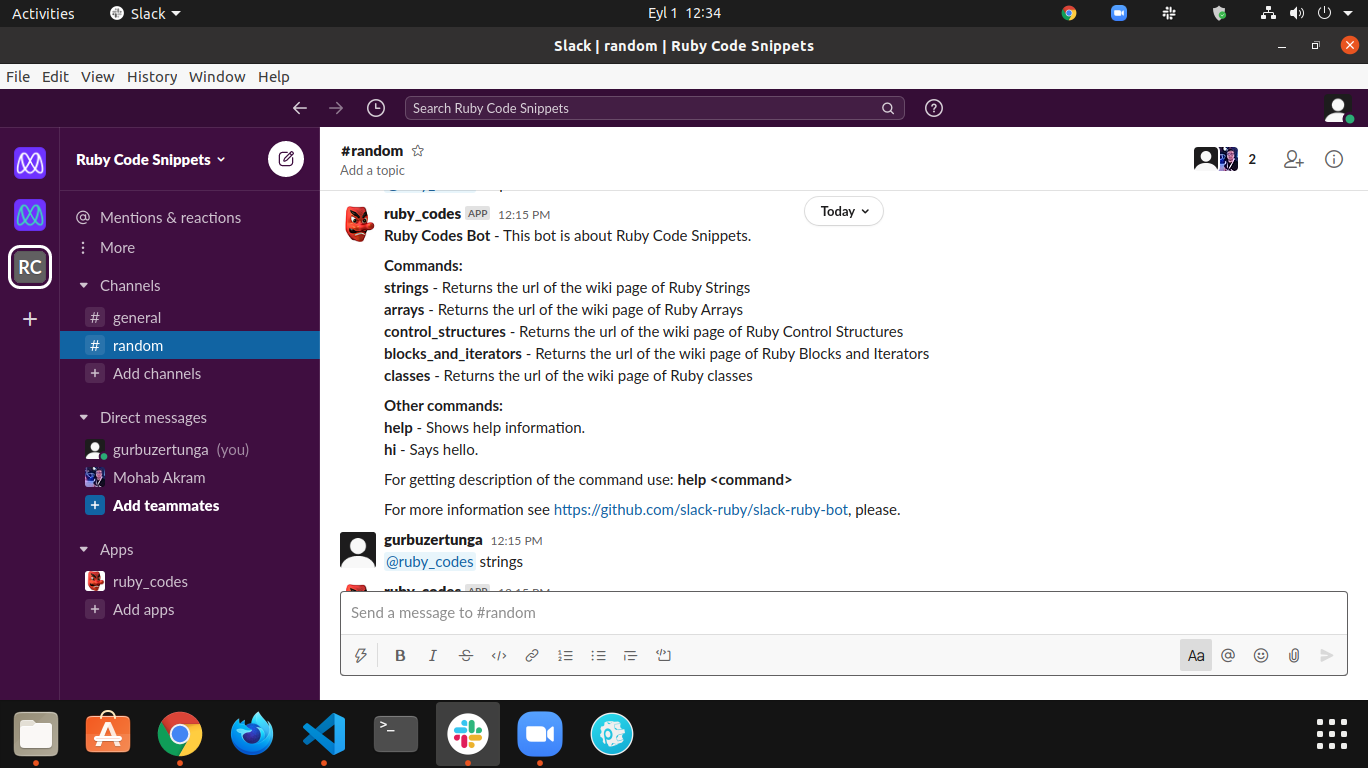 Activities
Slack
Eyl 1 12:34
Slack | random | Ruby Code Snippets
File Edit View History Window Help
Search Ruby Code Snippets
Ruby Code Snippets
Mentions & reactions
More
Channels
# general
# random
+ Add channels
Direct messages
gurbuzertunga (you)
Mohab Akram
+ Add teammates
Apps
ruby_codes
+ Add apps
RC
+
#random
Add a topic
2
Today
ruby_codes APP 12:15 PM
Ruby Codes Bot - This bot is about Ruby Code Snippets.
Commands:
strings - Returns the url of the wiki page of Ruby Strings
arrays - Returns the url of the wiki page of Ruby Arrays
control_structures - Returns the url of the wiki page of Ruby Control Structures
blocks_and_iterators - Returns the url of the wiki page of Ruby Blocks and Iterators
classes - Returns the url of the wiki page of Ruby classes
Other commands:
help - Shows help information.
hi - Says hello.
For getting description of the command use: help <command>
For more information see https://github.com/slack-ruby/slack-ruby-bot, please.
gurbuzertunga 12:15 PM
@ruby_codes strings
ruby_codes APP 12:15 PM
Send a message to #random
B I S </> Aa @
>_